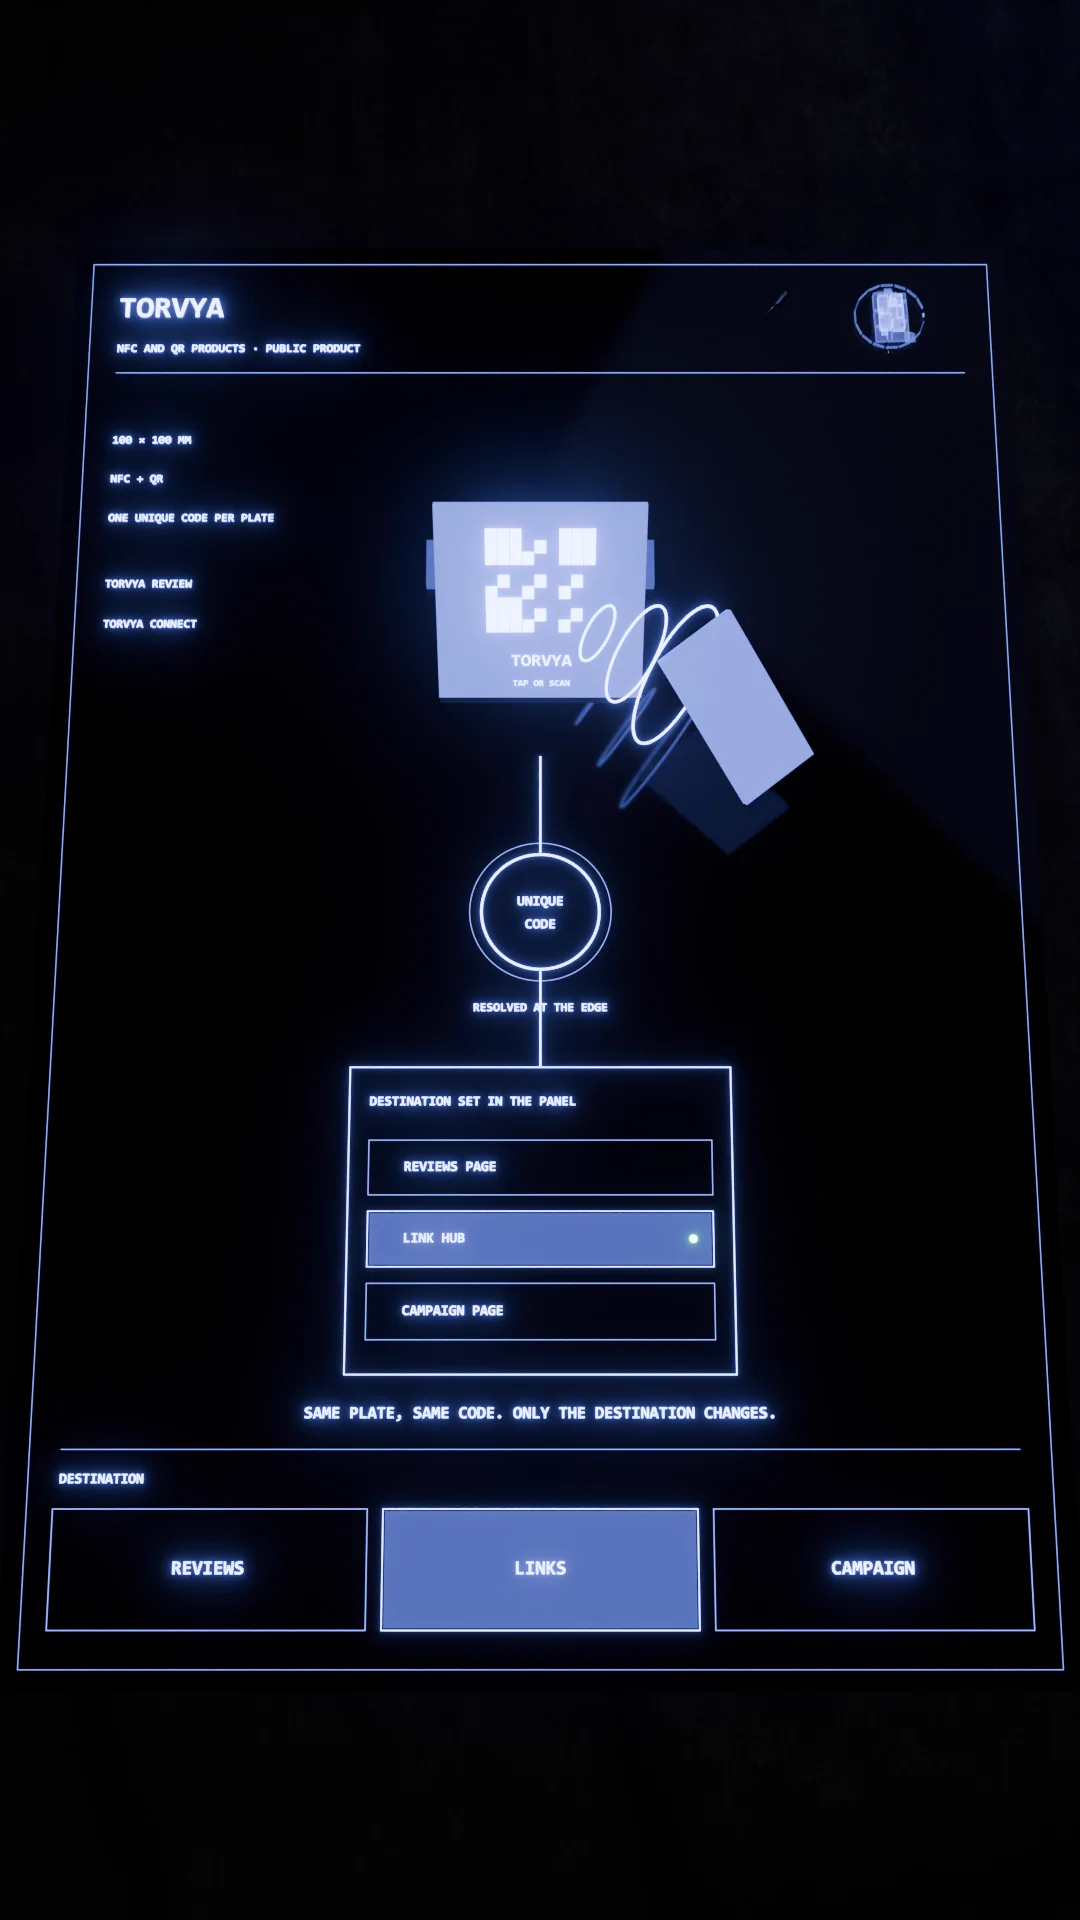 TORVYA
NFC AND QR PRODUCTS · PUBLIC PRODUCT
100 × 100 MM
NFC + QR
ONE UNIQUE CODE PER PLATE
TORVYA REVIEW
TORVYA CONNECT
TORVYA
TAP OR SCAN
UNIQUE
CODE
RESOLVED AT THE EDGE
DESTINATION SET IN THE PANEL
REVIEWS PAGE
LINK HUB
CAMPAIGN PAGE
SAME PLATE, SAME CODE. ONLY THE DESTINATION CHANGES.
DESTINATION
REVIEWS
LINKS
CAMPAIGN